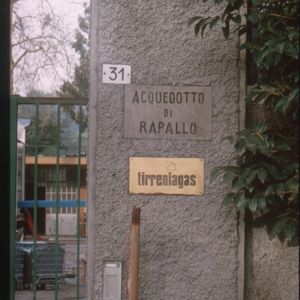 31
ACQUEDOTTO
DI
RAPALLO
tirreniagas